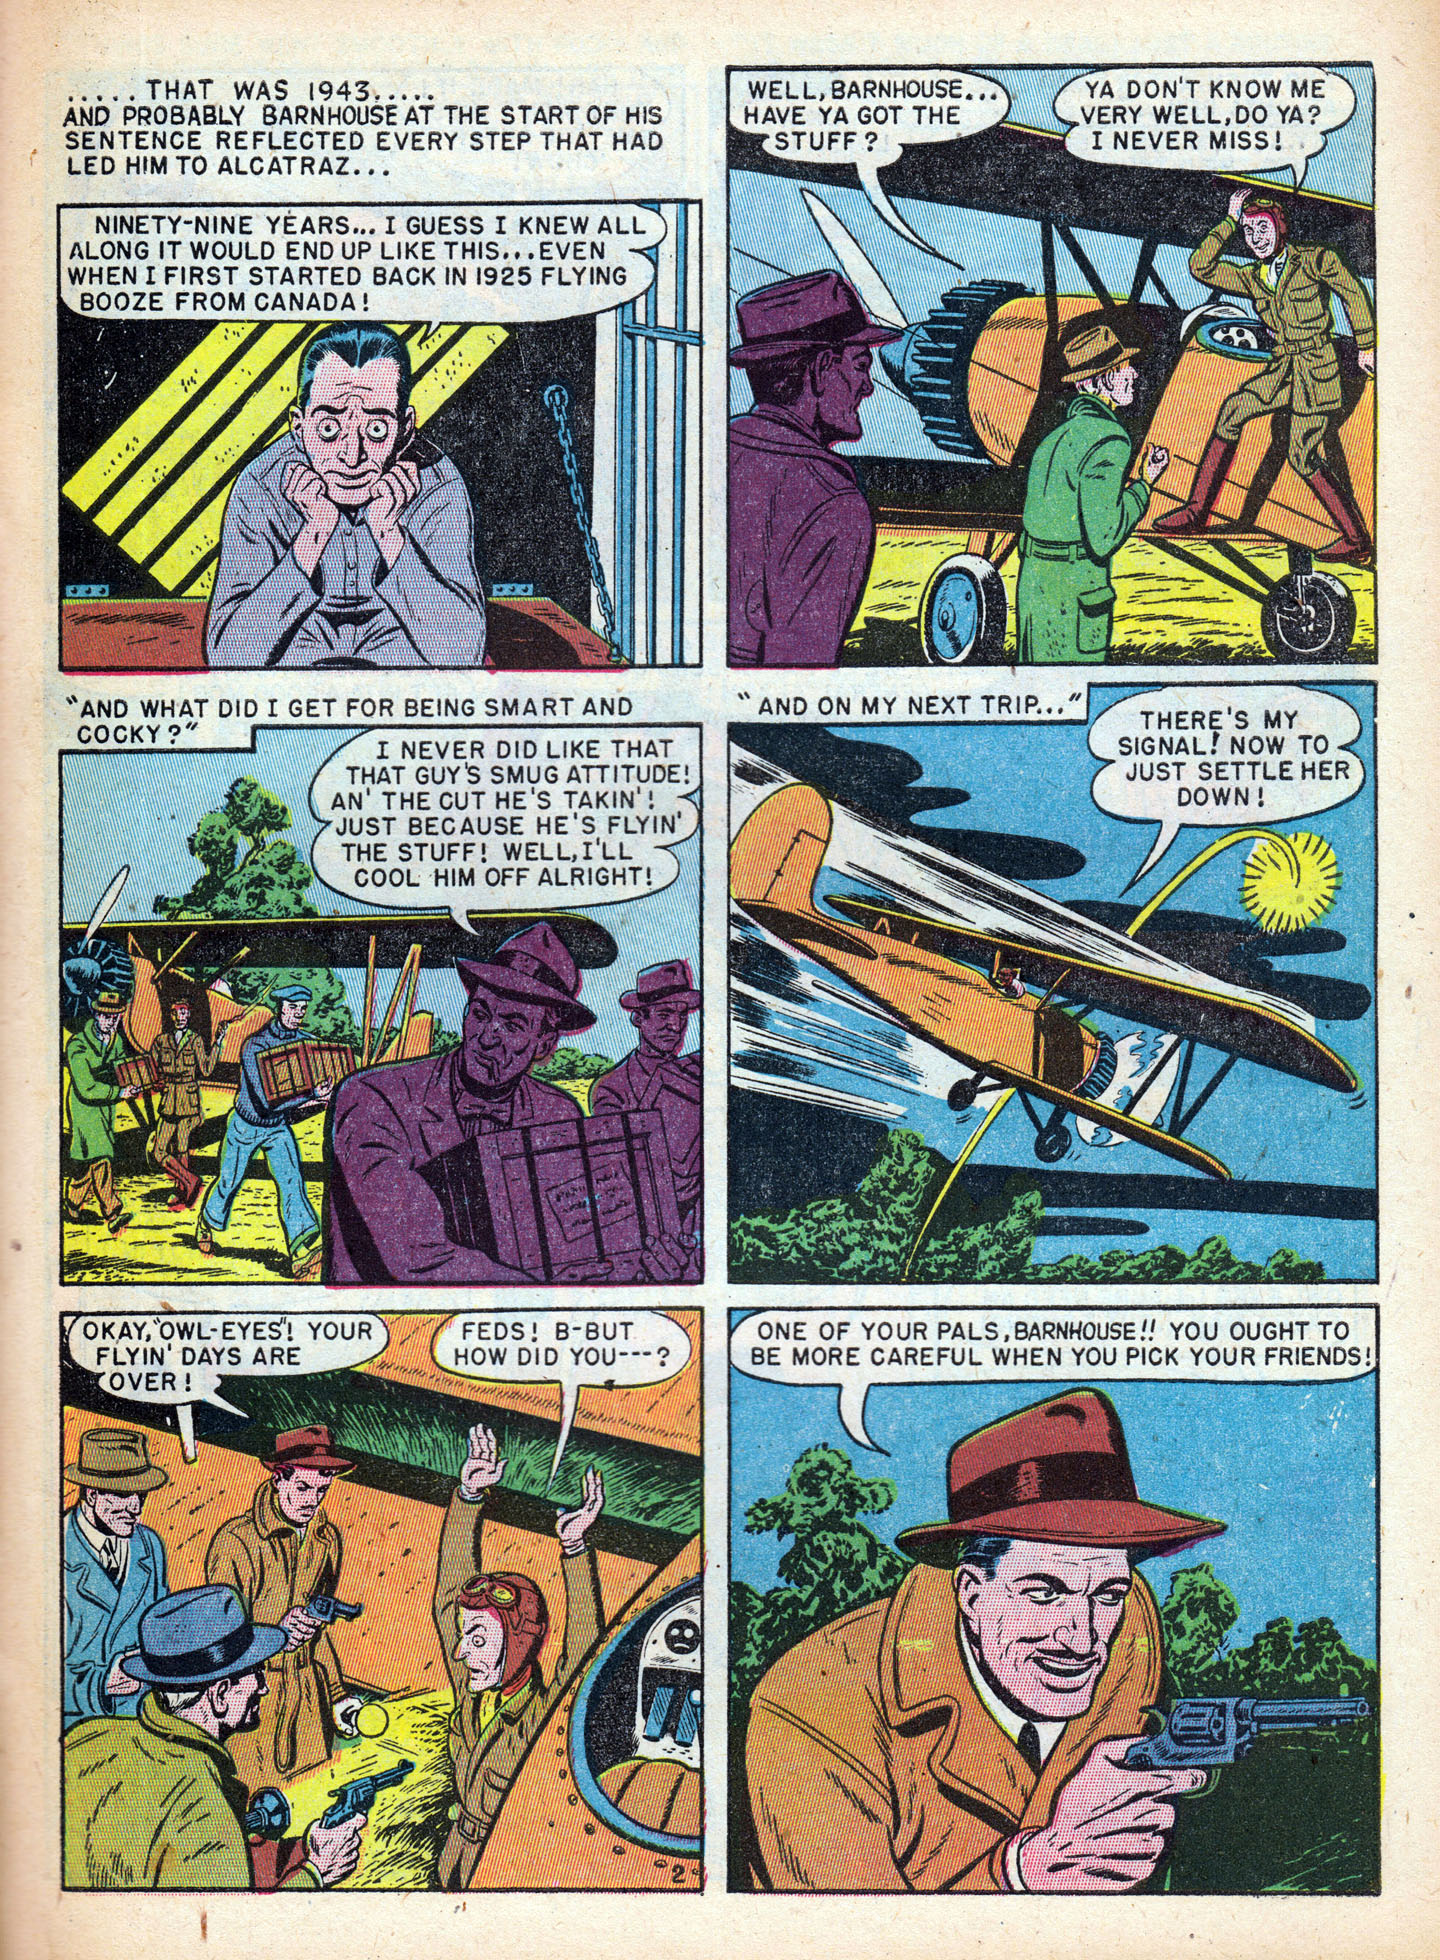 .....THAT WAS 1943.....
AND PROBABLY BARNHOUSE AT THE START OF HIS
SENTENCE REFLECTED EVERY STEP THAT HAD
LED HIM TO ALCATRAZ...
NINETY-NINE YEARS... I GUESS I KNEW ALL
ALONG IT WOULD END UP LIKE THIS...EVEN
WHEN I FIRST STARTED BACK IN 1925 FLYING
BOOZE FROM CANADA!
WELL, BARNHOUSE...
HAVE YA GOT THE
STUFF?
YA DON'T KNOW ME
VERY WELL, DO YA?
I NEVER MISS!
"AND WHAT DID I GET FOR BEING SMART AND
COCKY?"
I NEVER DID LIKE THAT
THAT GUY'S SMUG ATTITUDE!
AN' THE CUT HE'S TAKIN'!
JUST BECAUSE HE'S FLYIN'
THE STUFF! WELL, I'LL
COOL HIM OFF ALRIGHT!
"AND ON MY NEXT TRIP..."
THERE'S MY
SIGNAL! NOW TO
JUST SETTLE HER
DOWN!
OKAY, "OWL-EYES"! YOUR
FLYIN' DAYS ARE
OVER!
FEDS! B-BUT
HOW DID YOU---?
2
ONE OF YOUR PALS, BARNHOUSE!! YOU OUGHT TO
BE MORE CAREFUL WHEN YOU PICK YOUR FRIENDS!